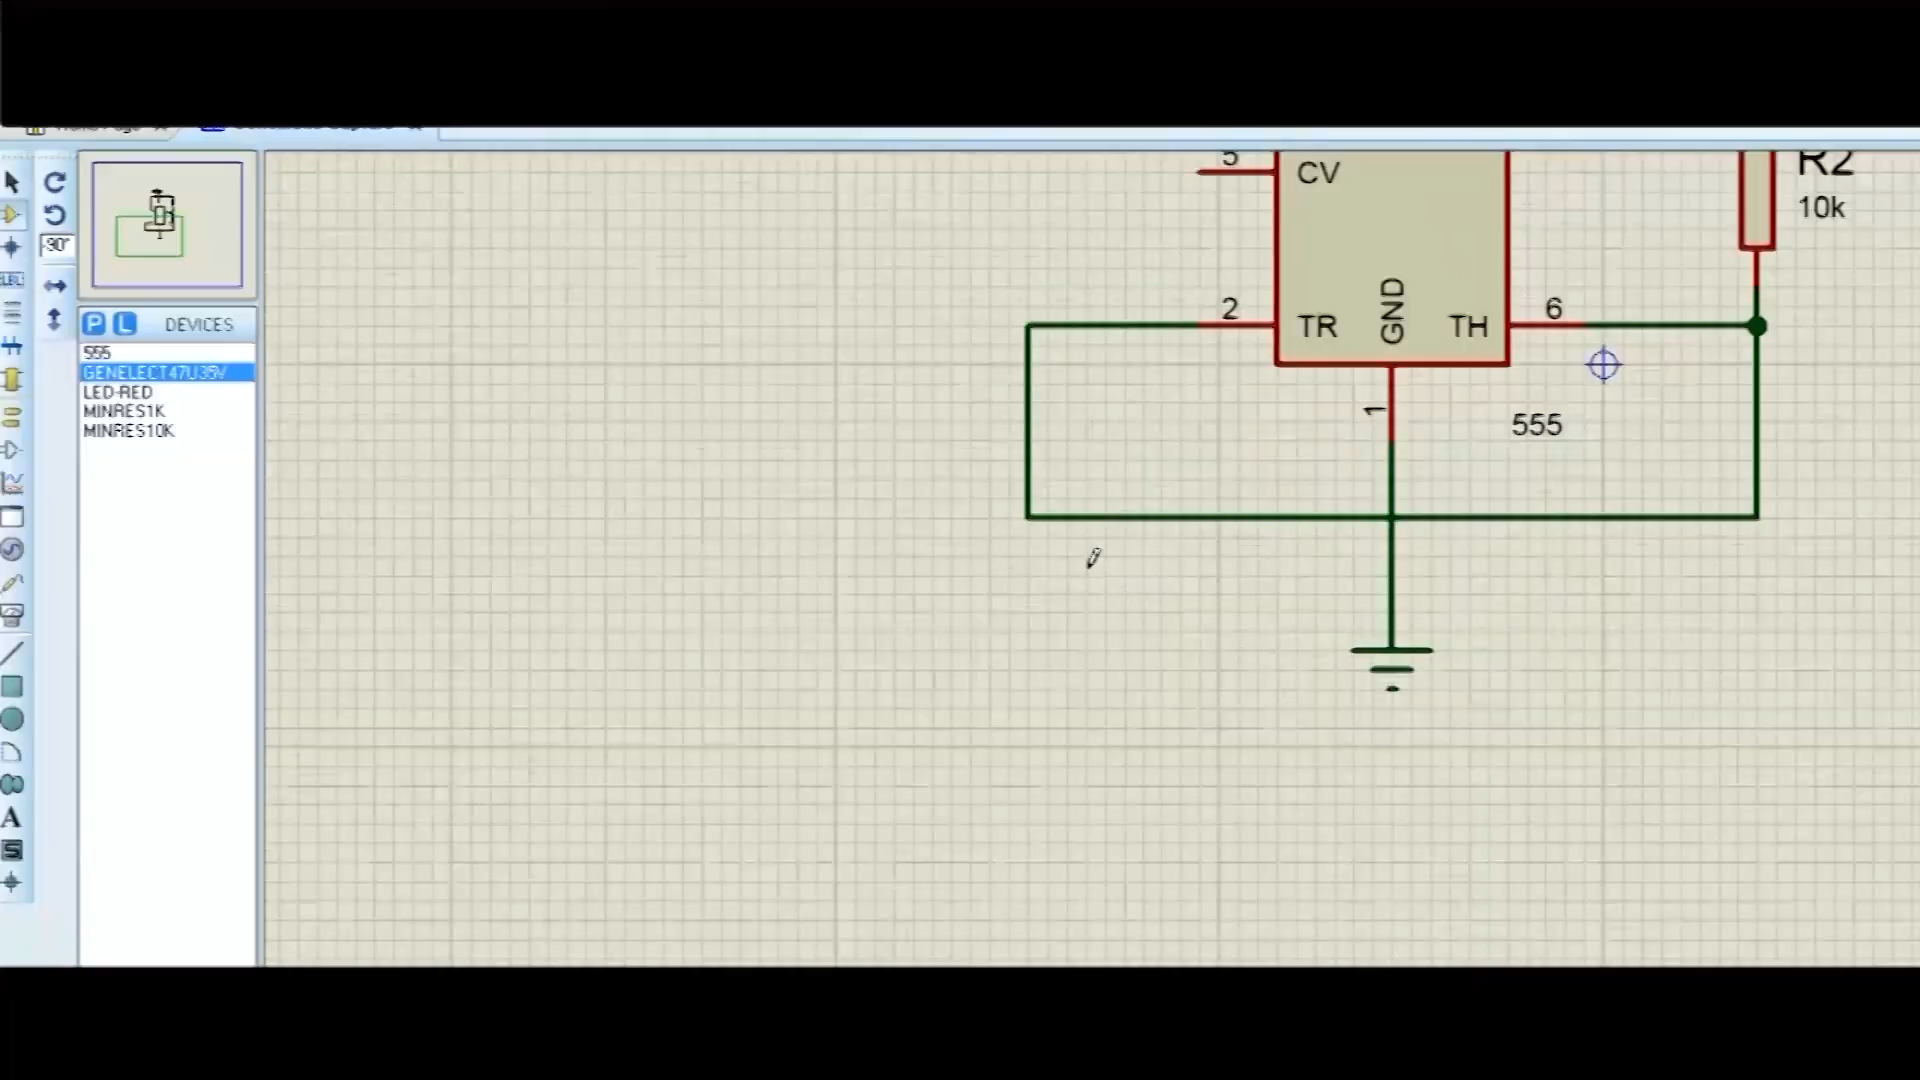 -90°
LBL
P L DEVICES
555
GENELECT47U35V
LED-RED
MINRES1K
MINRES10K
A
S
5
CV
R2
10k
2
TR
GND
TH
6
1
555